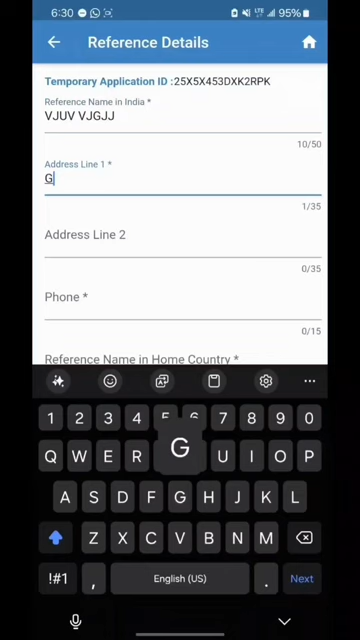 6:30 LTE 95%
Reference Details
Temporary Application ID :25X5X453DXK2RPK
Reference Name in India *
VJUV VJGJJ
10/50
Address Line 1 *
G
1/35
Address Line 2
0/35
Phone *
0/15
Reference Name in Home Country *
1 2 3 4 5 6 7 8 9 0
Q W E R G U I O P
A S D F G H J K L
Z X C V B N M
!#1 , English (US) . Next